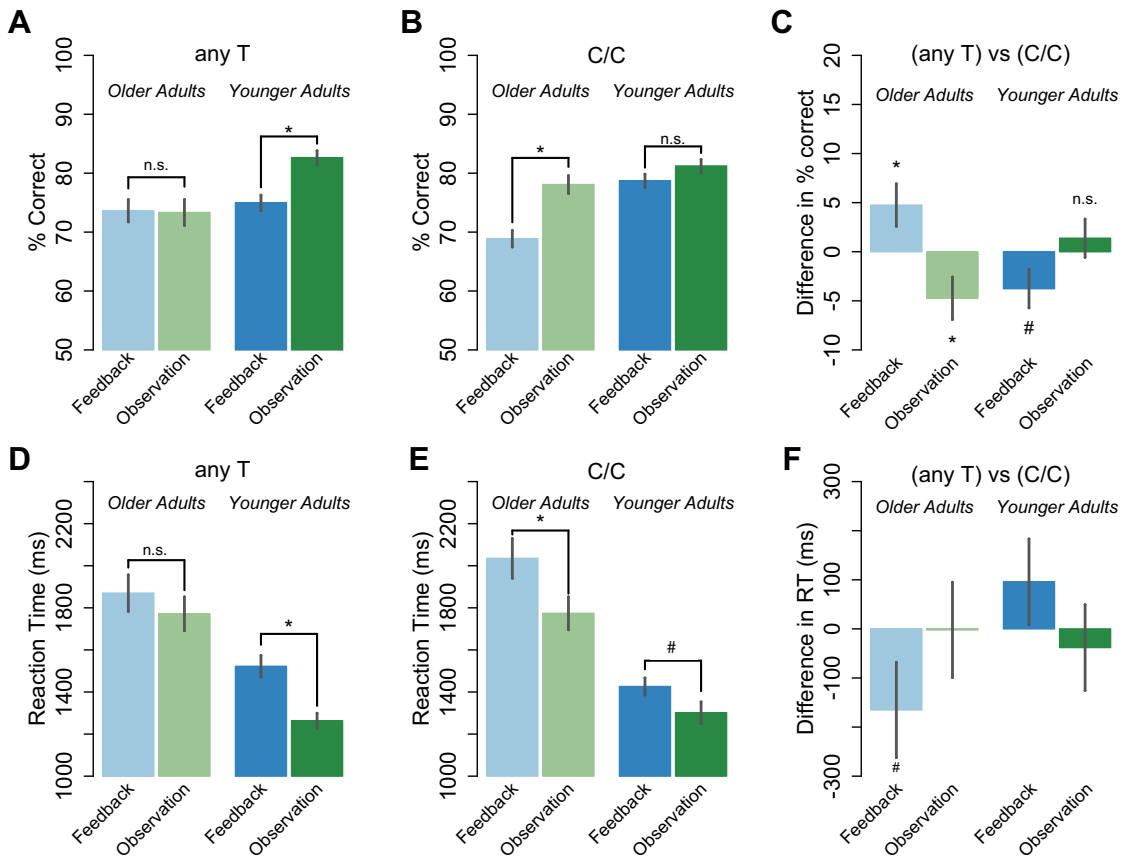 A
any T
Older Adults Younger Adults
% Correct
100
90
80
70
60
50
n.s.
*
Feedback
Observation
Feedback
Observation
B
C/C
Older Adults Younger Adults
% Correct
100
90
80
70
60
50
*
n.s.
Feedback
Observation
Feedback
Observation
C
(any T) vs (C/C)
Older Adults Younger Adults
Difference in % correct
20
15
10
5
0
-5
-10
*
*
#
n.s.
Feedback
Observation
Feedback
Observation
D
any T
Older Adults Younger Adults
Reaction Time (ms)
2200
1800
1400
1000
n.s.
*
Feedback
Observation
Feedback
Observation
E
C/C
Older Adults Younger Adults
Reaction Time (ms)
2200
1800
1400
1000
*
#
Feedback
Observation
Feedback
Observation
F
(any T) vs (C/C)
Older Adults Younger Adults
Difference in RT (ms)
300
100
0
-100
-300
#
Feedback
Observation
Feedback
Observation